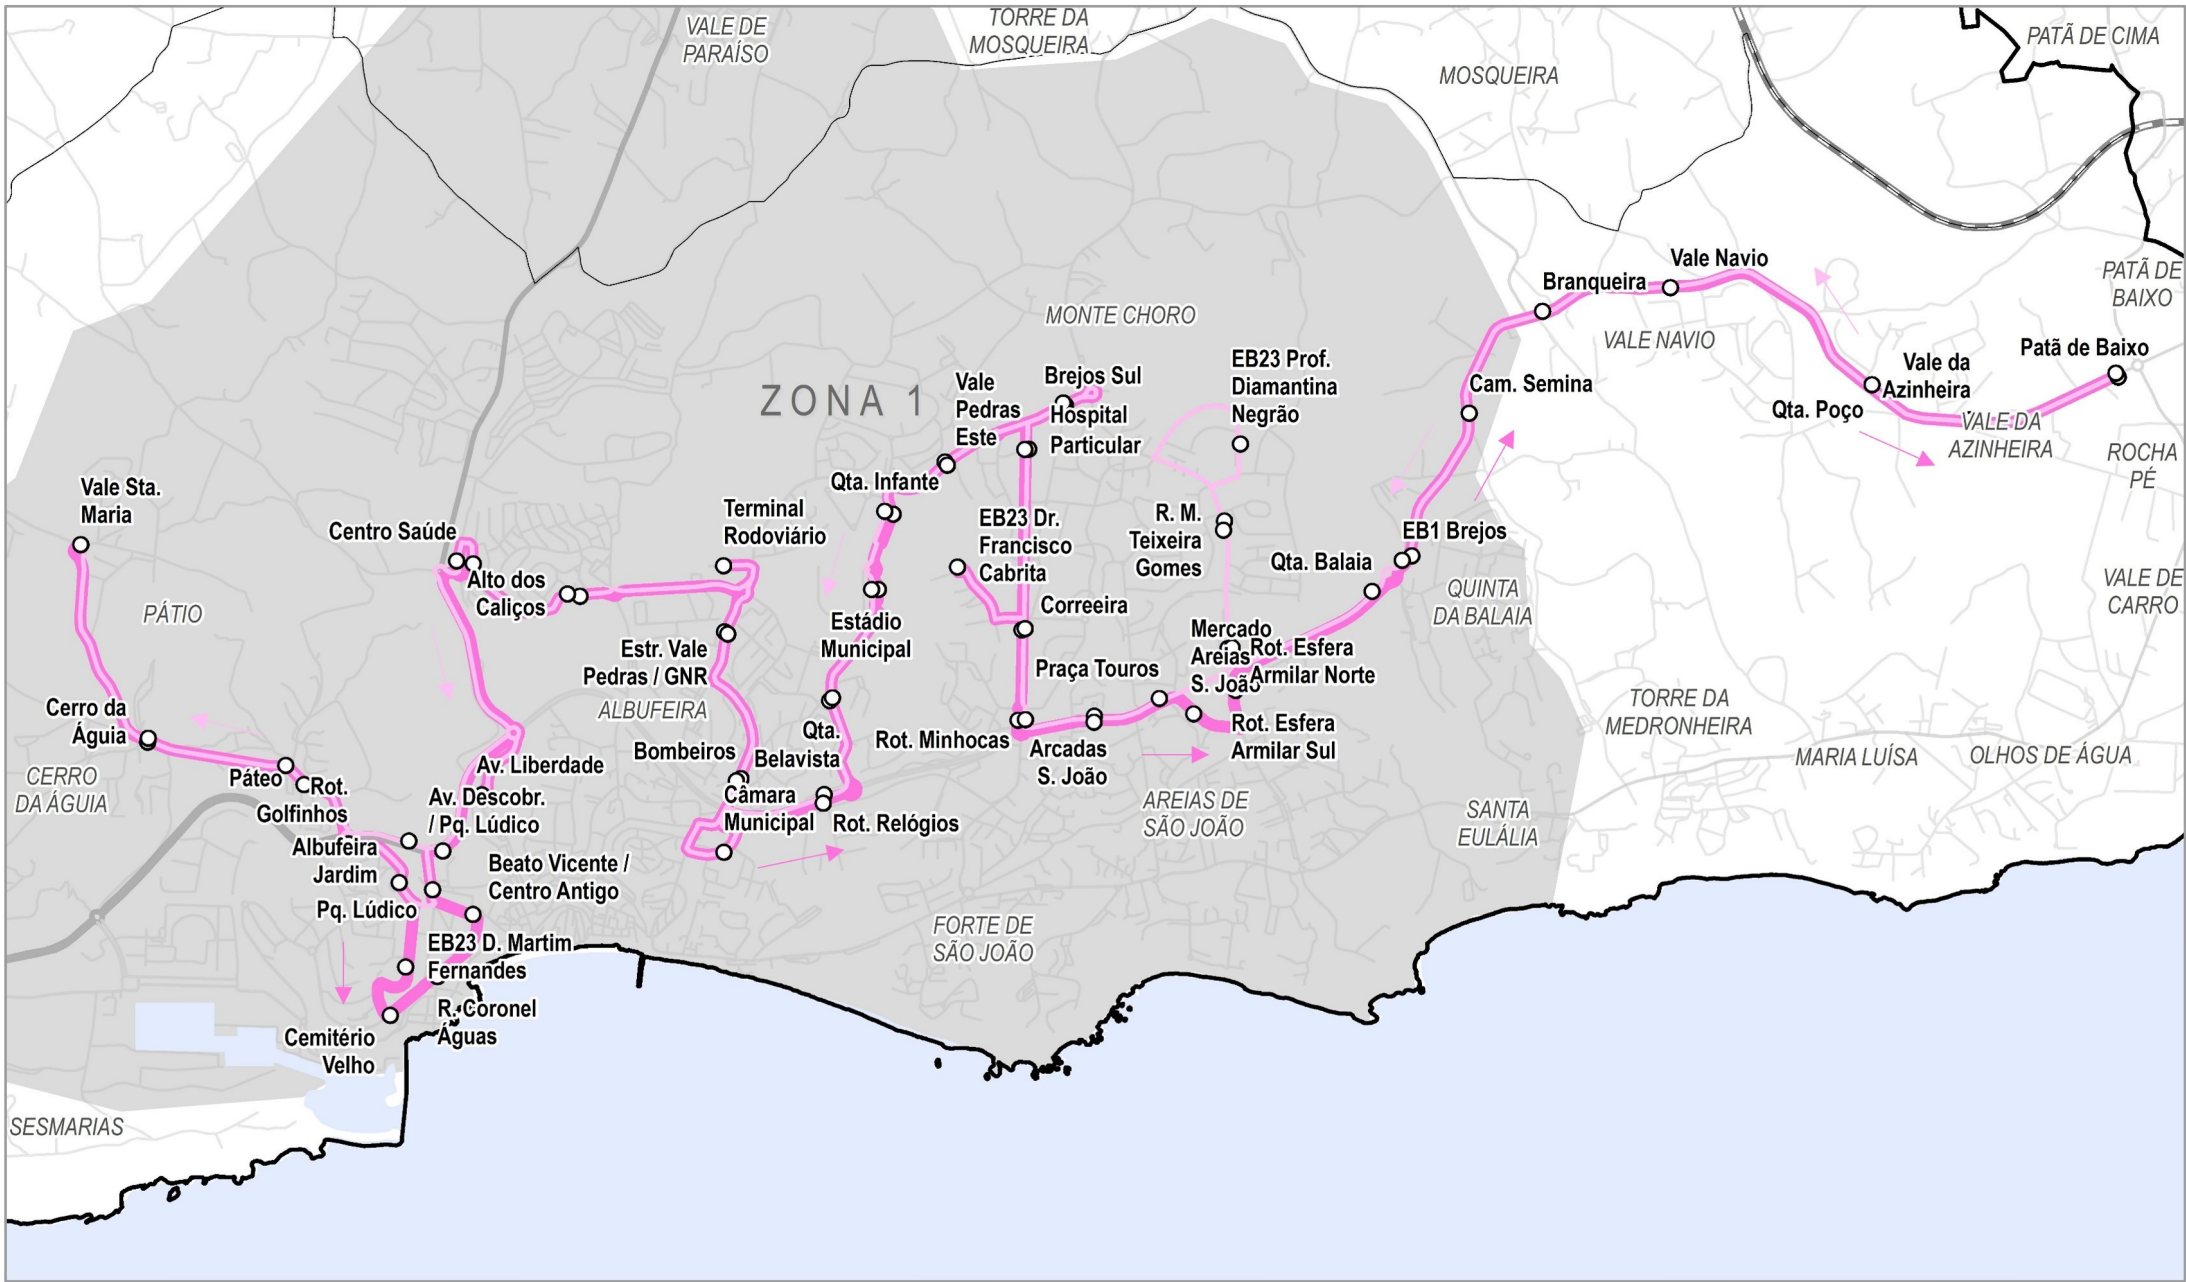 VALE DE
PARAÍSO
TORRE DA
MOSQUEIRA
MOSQUEIRA
PATÃ DE CIMA
PATÃ DE
BAIXO
Vale Navio
Branqueira
VALE NAVIO
MONTE CHORO
Patã de Baixo
Vale da
Azinheira
Qta. Poço
VALE DA
AZINHEIRA
ROCHA
PÉ
Cam. Semina
EB23 Prof.
Diamantina
Negrão
Brejos Sul
Hospital
Particular
Vale
Pedras
Este
ZONA 1
Qta. Infante
Vale Sta.
Maria
Centro Saúde
Terminal
Rodoviário
EB23 Dr.
Francisco
Cabrita
R. M.
Teixeira
Gomes
EB1 Brejos
Qta. Balaia
QUINTA
DA BALAIA
VALE DE
CARRO
Alto dos
Caliços
PÁTIO
Correeira
Estádio
Municipal
Estr. Vale
Pedras / GNR
Mercado
Areias
S. João
Rot. Esfera
Armilar Norte
Praça Touros
ALBUFEIRA
Cerro da
Águia
CERRO
DA ÁGUIA
Páteo
Rot.
Golfinhos
Av. Liberdade
Bombeiros
Qta.
Belavista
Rot. Minhocas
Arcadas
S. João
Rot. Esfera
Armilar Sul
TORRE DA
MEDRONHEIRA
MARIA LUÍSA
OLHOS DE ÁGUA
Av. Descobr.
/ Pq. Lúdico
Câmara
Municipal
Rot. Relógios
AREIAS DE
SÃO JOÃO
SANTA
EULÁLIA
Albufeira
Jardim
Beato Vicente /
Centro Antigo
Pq. Lúdico
EB23 D. Martim
Fernandes
FORTE DE
SÃO JOÃO
R. Coronel
Águas
Cemitério
Velho
SESMARIAS